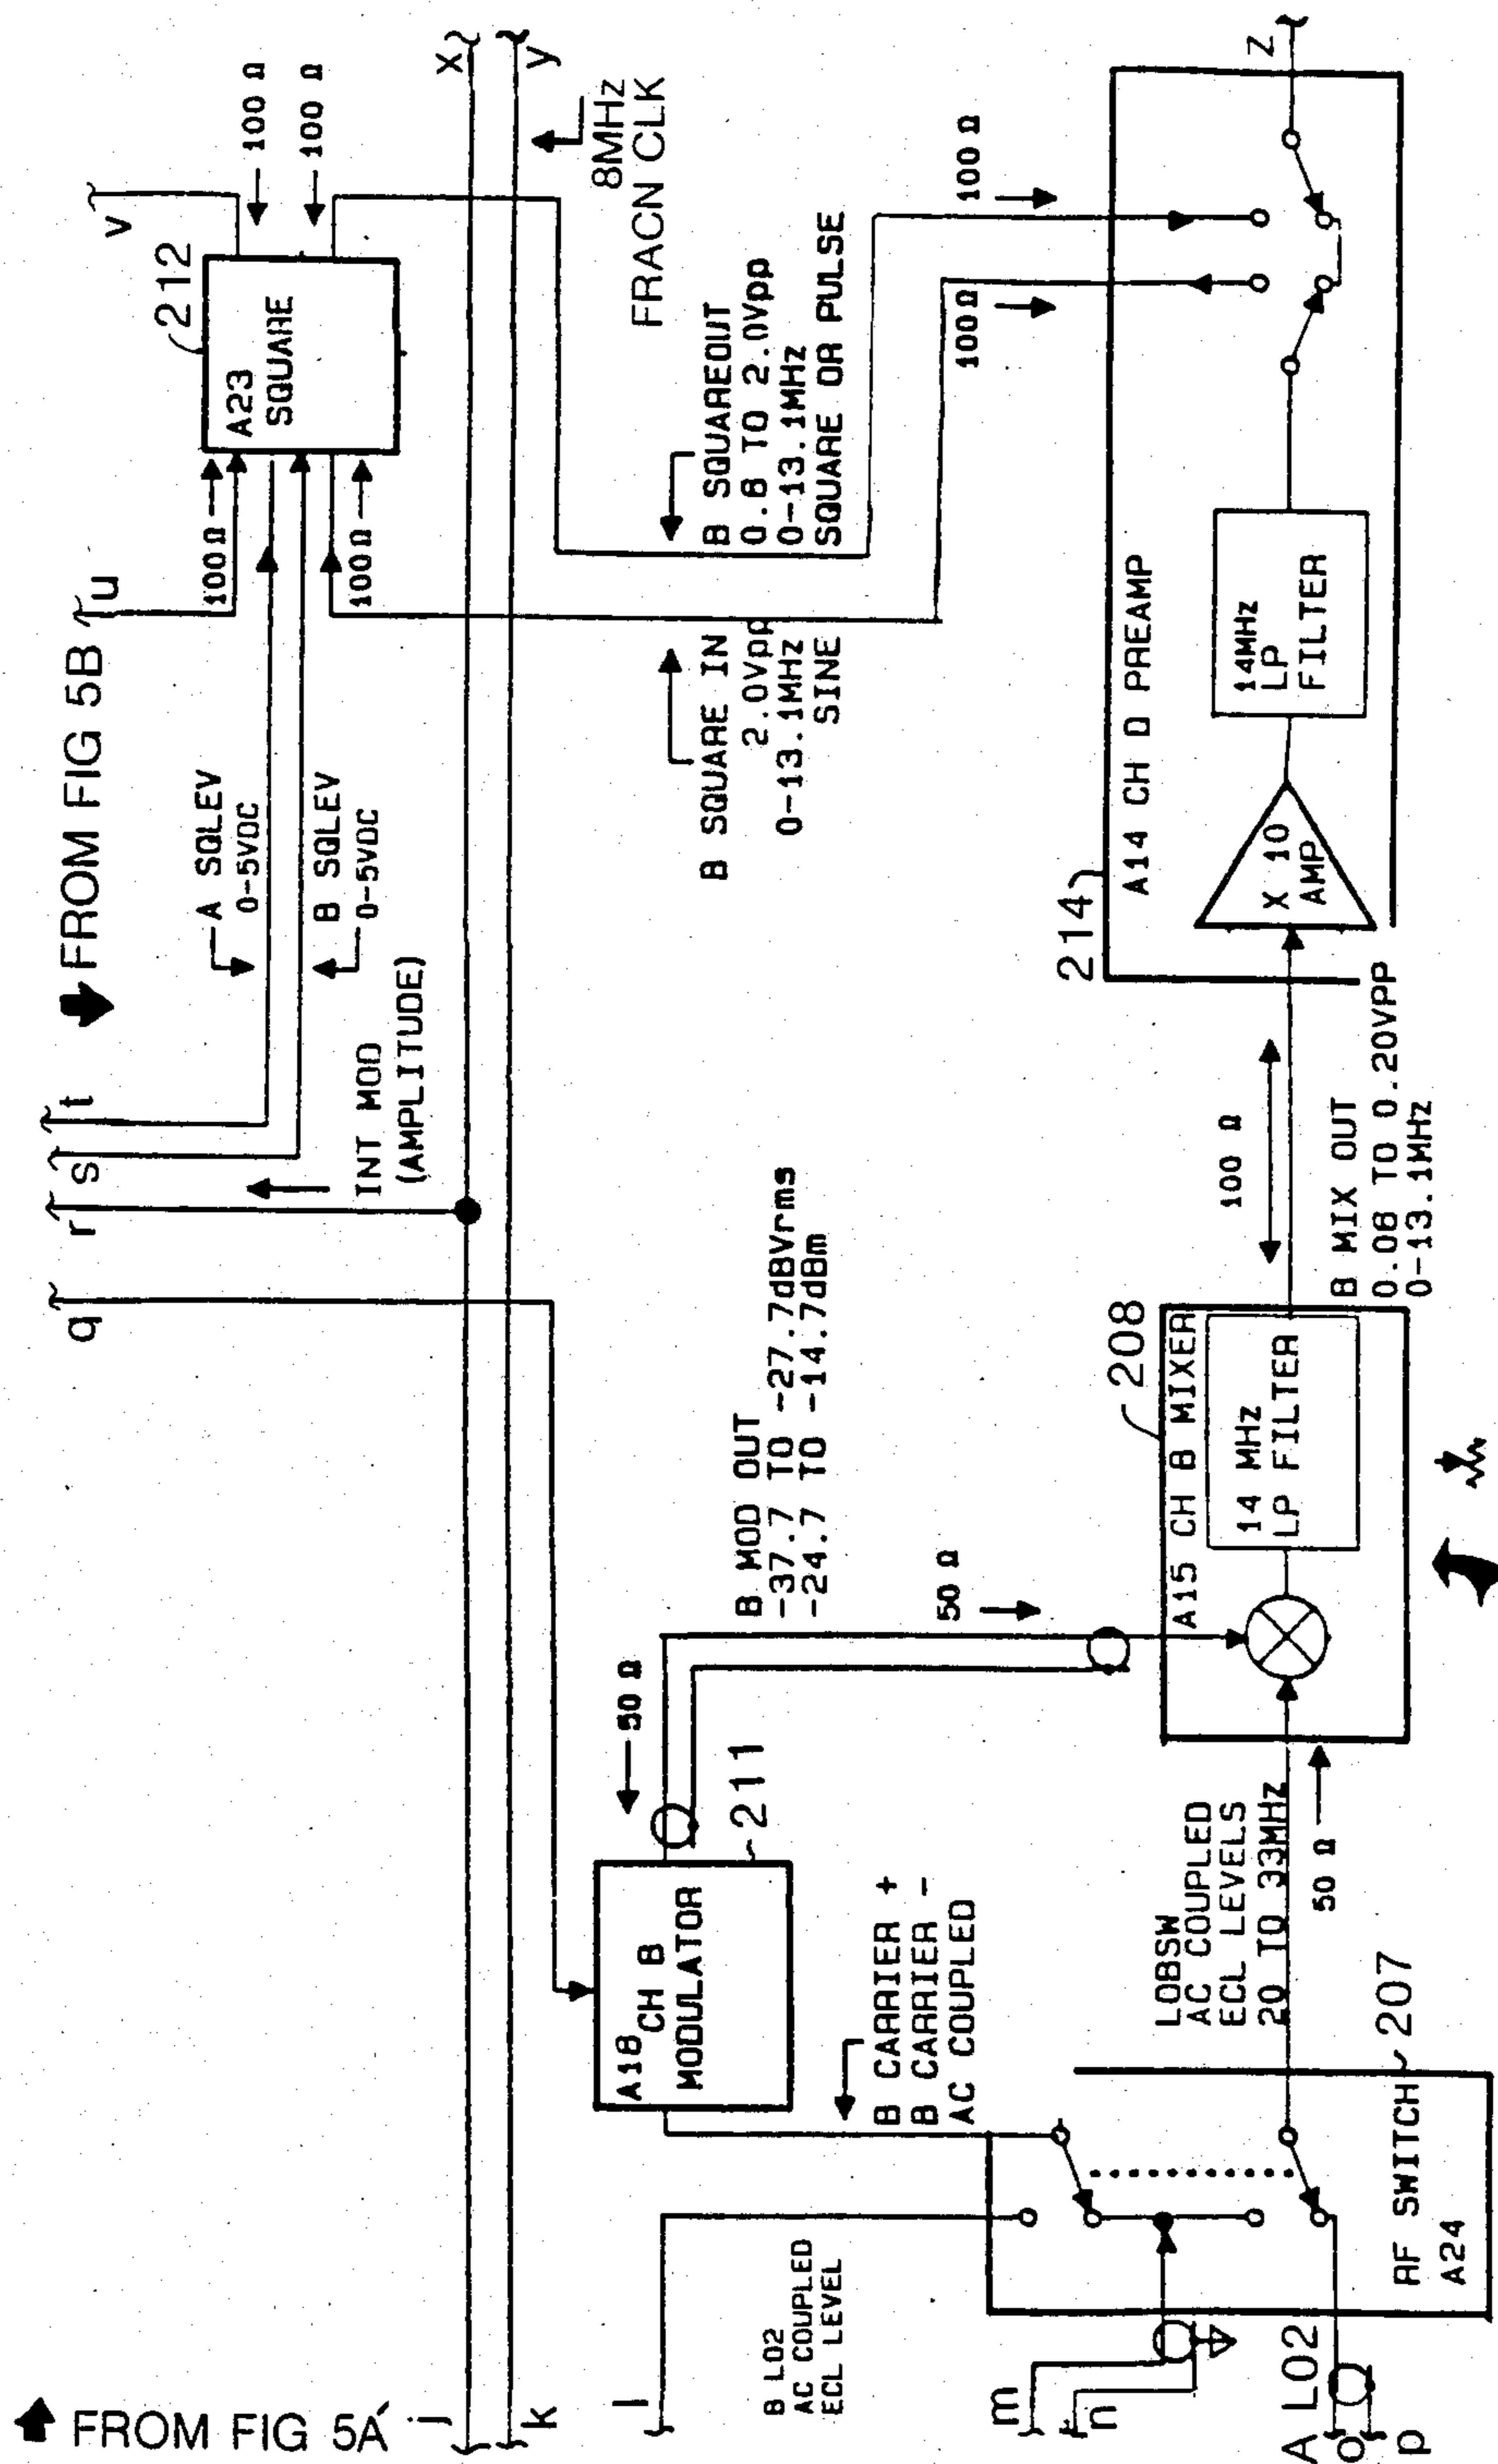 FROM FIG 5A
j
k
l
B LO2
AC COUPLED
ECL LEVEL
m
n
A LO2
o
p
RF SWITCH
A24
207
B CARRIER +
B CARRIER -
AC COUPLED
A18 CH B
MODULATOR
211
LOBSW
AC COUPLED
ECL LEVELS
20 TO 33MHz
50 Ω
50 Ω
50 Ω
B MOD OUT
-37.7 TO -27.7dBVrms
-24.7 TO -14.7dBm
A15 CH B MIXER
14 MHz
LP FILTER
208
B MIX OUT
0.08 TO 0.20VPP
0-13.1MHz
100 Ω
q
r
s
t
INT MOD
(AMPLITUDE)
FROM FIG 5B
A SQLEV
0-5VDC
B SQLEV
0-5VDC
u
v
100Ω
100Ω
A23
SQUARE
212
100 Ω
100 Ω
x
y
8MHz
FRACN CLK
B SQUARE IN
2.0Vpp
0-13.1MHz
SINE
B SQUAREOUT
0.8 TO 2.0Vpp
0-13.1MHz
SQUARE OR PULSE
100Ω
100 Ω
214
A14 CH D PREAMP
X 10
AMP
14MHz
LP
FILTER
z